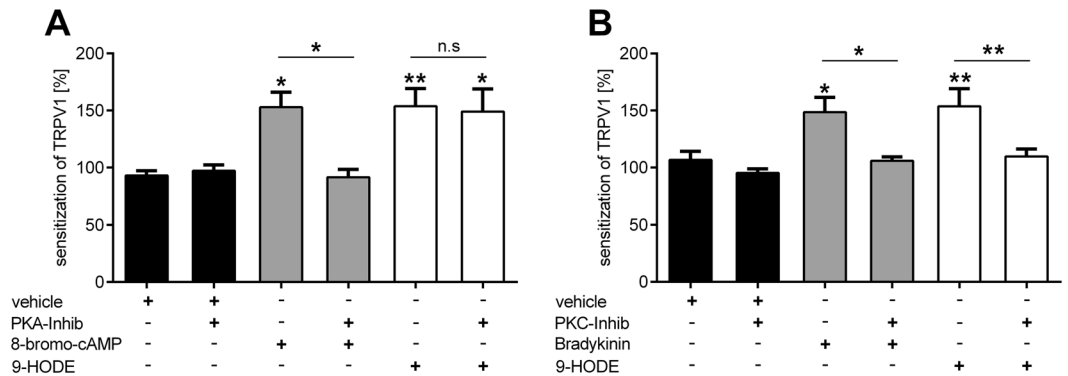 A
B
200
150
100
50
0
sensitization of TRPV1 [%]
*
*
**
n.s
*
vehicle + + - - - -
PKA-Inhib - + - + - +
8-bromo-cAMP - - + + - -
9-HODE - - - - + +
200
150
100
50
0
sensitization of TRPV1 [%]
*
*
**
**
vehicle + + - - - -
PKC-Inhib - + - + - +
Bradykinin - - + + - -
9-HODE - - - - + +